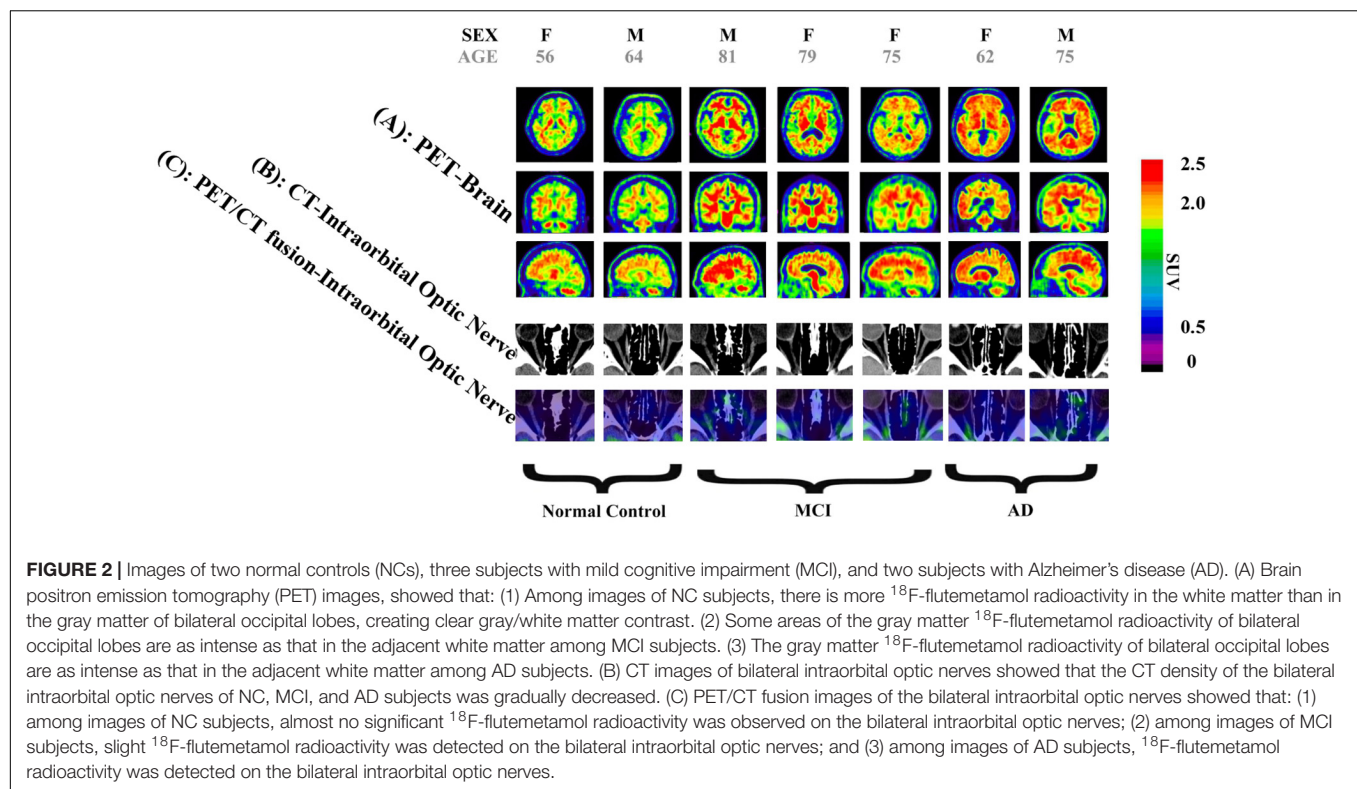 SEX F M M F F F M
AGE 56 64 81 79 75 62 75
(A): PET-Brain
(B): CT-Intraorbital Optic Nerve
(C): PET/CT fusion-Intraorbital Optic Nerve
2.5
2.0
SUV
0.5
0
Normal Control MCI AD
FIGURE 2 | Images of two normal controls (NCs), three subjects with mild cognitive impairment (MCI), and two subjects with Alzheimer's disease (AD). (A) Brain
positron emission tomography (PET) images, showed that: (1) Among images of NC subjects, there is more ¹⁸F-flutemetamol radioactivity in the white matter than in
the gray matter of bilateral occipital lobes, creating clear gray/white matter contrast. (2) Some areas of the gray matter ¹⁸F-flutemetamol radioactivity of bilateral
occipital lobes are as intense as that in the adjacent white matter among MCI subjects. (3) The gray matter ¹⁸F-flutemetamol radioactivity of bilateral occipital lobes
are as intense as that in the adjacent white matter among AD subjects. (B) CT images of bilateral intraorbital optic nerves showed that the CT density of the bilateral
intraorbital optic nerves of NC, MCI, and AD subjects was gradually decreased. (C) PET/CT fusion images of the bilateral intraorbital optic nerves showed that: (1)
among images of NC subjects, almost no significant ¹⁸F-flutemetamol radioactivity was observed on the bilateral intraorbital optic nerves; (2) among images of MCI
subjects, slight ¹⁸F-flutemetamol radioactivity was detected on the bilateral intraorbital optic nerves; and (3) among images of AD subjects, ¹⁸F-flutemetamol
radioactivity was detected on the bilateral intraorbital optic nerves.